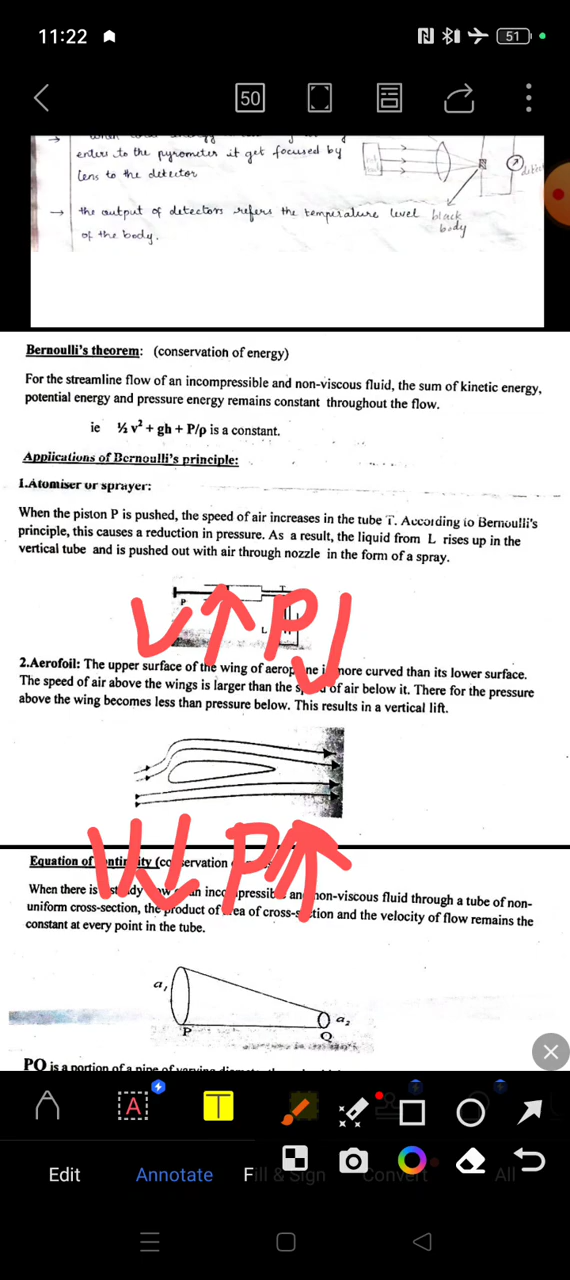 11:22
51
50
enters to the pyrometer it get focused by
lens to the detector
→ the output of detectors refers the temperature level
of the body.
black
body
Bernoulli's theorem: (conservation of energy)
For the streamline flow of an incompressible and non-viscous fluid, the sum of kinetic energy,
potential energy and pressure energy remains constant throughout the flow.
ie ½ v² + gh + P/ρ is a constant.
Applications of Bernoulli's principle:
1.Atomiser or sprayer:
When the piston P is pushed, the speed of air increases in the tube T. According to Bernoulli's
principle, this causes a reduction in pressure. As a result, the liquid from L rises up in the
vertical tube and is pushed out with air through nozzle in the form of a spray.
P
T
L
V↑ P↓
2.Aerofoil: The upper surface of the wing of aerop ne i more curved than its lower surface.
The speed of air above the wings is larger than the s of air below it. There for the pressure
above the wing becomes less than pressure below. This results in a vertical lift.
V↓ P↑
Equation of ntin ity (co servation
When there is st dy ow an inco pressib an non-viscous fluid through a tube of non-
uniform cross-section, the product of rea of cross-s tion and the velocity of flow remains the
constant at every point in the tube.
a₁
a₂
P
Q
PQ is a portion of a pipe of varying
A
T
Edit
Annotate
Fill & Sign
Convert
All